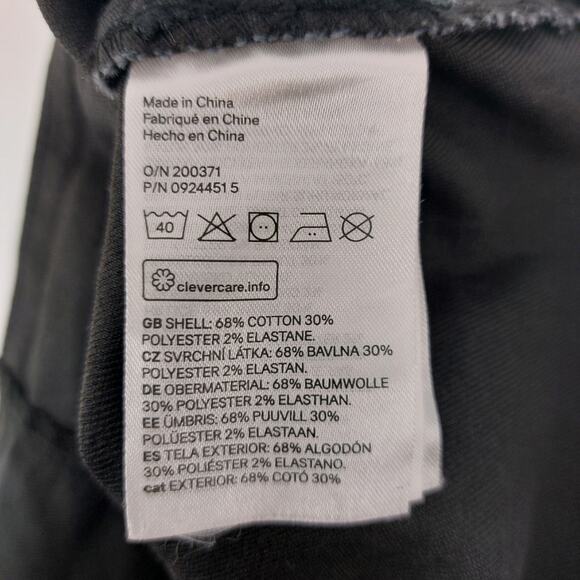 Made in China
Fabriqué en Chine
Hecho en China
O/N 200371
P/N 0924451 5
40
clevercare.info
GB SHELL: 68% COTTON 30%
POLYESTER 2% ELASTANE.
CZ SVRCHNÍ LÁTKA: 68% BAVLNA 30%
POLYESTER 2% ELASTAN.
DE OBERMATERIAL: 68% BAUMWOLLE
30% POLYESTER 2% ELASTHAN.
EE ÜMBRIS: 68% PUUVILL 30%
POLÜESTER 2% ELASTAAN.
ES TELA EXTERIOR: 68% ALGODÓN
30% POLIÉSTER 2% ELASTANO.
cat EXTERIOR: 68% COTÓ 30%